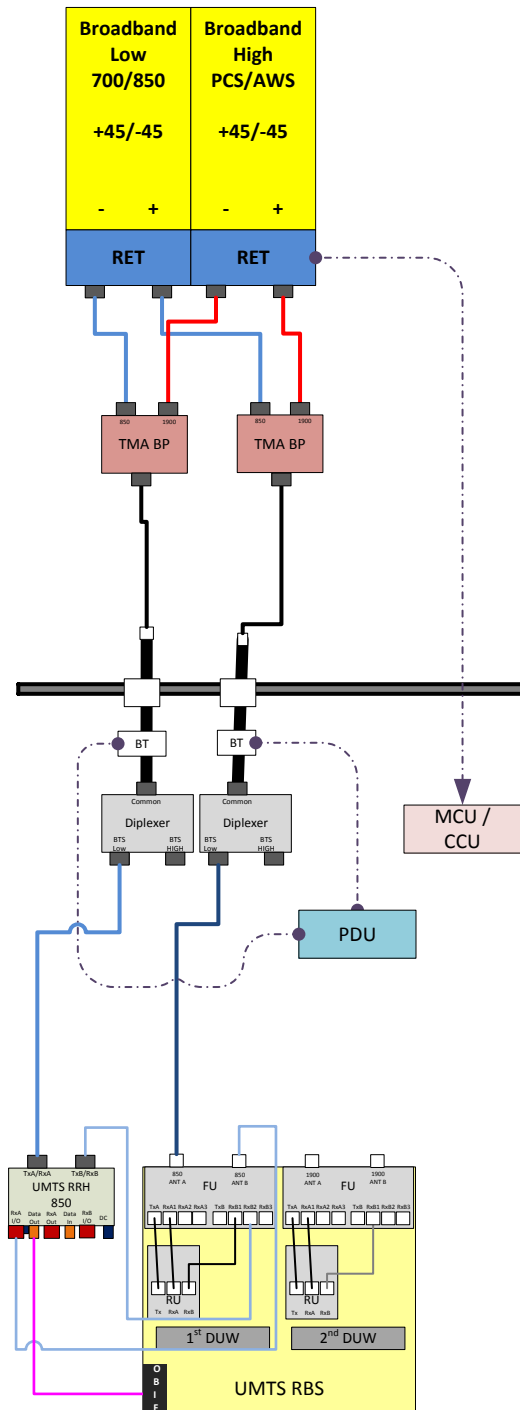 Broadband Low 700/850
+45/-45
- +
RET
Broadband High PCS/AWS
+45/-45
- +
RET
850 1900
TMA BP
850 1900
TMA BP
BT
BT
Common
Diplexer
BTS Low
BTS HIGH
Common
Diplexer
BTS Low
BTS HIGH
MCU / CCU
PDU
TxA/RxA TxB/RxB
UMTS RRH
850
RxA I/O
Data Out
RxA Out
Data In
RxB I/O
DC
850 ANT A
850 ANT B
FU
TxA RxA1 RxA2 RxA3 TxB RxB1 RxB2 RxB3
1900 ANT A
1900 ANT B
FU
TxA RxA1 RxA2 RxA3 TxB RxB1 RxB2 RxB3
RU
Tx RxA RxB
RU
Tx RxA RxB
1st DUW
2nd DUW
OBIF
UMTS RBS